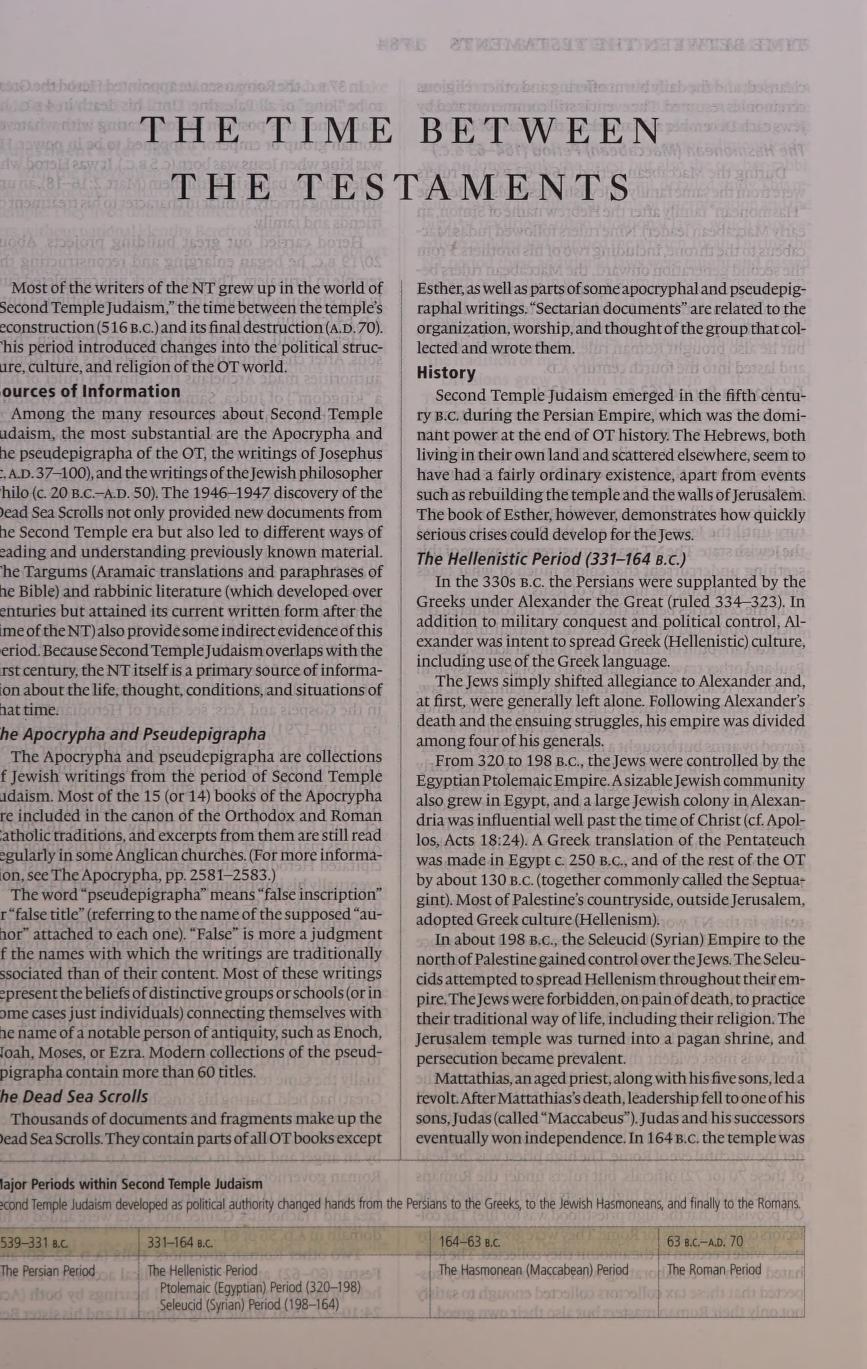 THE TIME BETWEEN
THE TESTAMENTS
Most of the writers of the NT grew up in the world of
Second Temple Judaism,” the time between the temple’s
econstruction (516 B.C.) and its final destruction (A.D. 70).
his period introduced changes into the political struc-
ure, culture, and religion of the OT world.
ources of Information
Among the many resources about Second Temple
udaism, the most substantial are the Apocrypha and
he pseudepigrapha of the OT, the writings of Josephus
c. A.D. 37–100), and the writings of the Jewish philosopher
hilo (c. 20 B.C.–A.D. 50). The 1946–1947 discovery of the
Dead Sea Scrolls not only provided new documents from
he Second Temple era but also led to different ways of
eading and understanding previously known material.
he Targums (Aramaic translations and paraphrases of
he Bible) and rabbinic literature (which developed over
enturies but attained its current written form after the
ime of the NT) also provide some indirect evidence of this
eriod. Because Second Temple Judaism overlaps with the
rst century, the NT itself is a primary source of informa-
ion about the life, thought, conditions, and situations of
hat time.
he Apocrypha and Pseudepigrapha
The Apocrypha and pseudepigrapha are collections
f Jewish writings from the period of Second Temple
udaism. Most of the 15 (or 14) books of the Apocrypha
re included in the canon of the Orthodox and Roman
Catholic traditions, and excerpts from them are still read
egularly in some Anglican churches. (For more informa-
ion, see The Apocrypha, pp. 2581–2583.)
The word “pseudepigrapha” means “false inscription”
r “false title” (referring to the name of the supposed “au-
hor” attached to each one). “False” is more a judgment
f the names with which the writings are traditionally
ssociated than of their content. Most of these writings
epresent the beliefs of distinctive groups or schools (or in
ome cases just individuals) connecting themselves with
he name of a notable person of antiquity, such as Enoch,
Noah, Moses, or Ezra. Modern collections of the pseud-
pigrapha contain more than 60 titles.
he Dead Sea Scrolls
Thousands of documents and fragments make up the
Dead Sea Scrolls. They contain parts of all OT books except
Esther, as well as parts of some apocryphal and pseudepig-
raphal writings. “Sectarian documents” are related to the
organization, worship, and thought of the group that col-
lected and wrote them.
History
Second Temple Judaism emerged in the fifth centu-
ry B.C. during the Persian Empire, which was the domi-
nant power at the end of OT history. The Hebrews, both
living in their own land and scattered elsewhere, seem to
have had a fairly ordinary existence, apart from events
such as rebuilding the temple and the walls of Jerusalem.
The book of Esther, however, demonstrates how quickly
serious crises could develop for the Jews.
The Hellenistic Period (331–164 B.C.)
In the 330s B.C. the Persians were supplanted by the
Greeks under Alexander the Great (ruled 334–323). In
addition to military conquest and political control, Al-
exander was intent to spread Greek (Hellenistic) culture,
including use of the Greek language.
The Jews simply shifted allegiance to Alexander and,
at first, were generally left alone. Following Alexander’s
death and the ensuing struggles, his empire was divided
among four of his generals.
From 320 to 198 B.C., the Jews were controlled by the
Egyptian Ptolemaic Empire. A sizable Jewish community
also grew in Egypt, and a large Jewish colony in Alexan-
dria was influential well past the time of Christ (cf. Apol-
los, Acts 18:24). A Greek translation of the Pentateuch
was made in Egypt c. 250 B.C., and of the rest of the OT
by about 130 B.C. (together commonly called the Septua-
gint). Most of Palestine’s countryside, outside Jerusalem,
adopted Greek culture (Hellenism).
In about 198 B.C., the Seleucid (Syrian) Empire to the
north of Palestine gained control over the Jews. The Seleu-
cids attempted to spread Hellenism throughout their em-
pire. The Jews were forbidden, on pain of death, to practice
their traditional way of life, including their religion. The
Jerusalem temple was turned into a pagan shrine, and
persecution became prevalent.
Mattathias, an aged priest, along with his five sons, led a
revolt. After Mattathias’s death, leadership fell to one of his
sons, Judas (called “Maccabeus”). Judas and his successors
eventually won independence. In 164 B.C. the temple was
Major Periods within Second Temple Judaism
econd Temple Judaism developed as political authority changed hands from the Persians to the Greeks, to the Jewish Hasmoneans, and finally to the Romans.
539–331 B.C. 331–164 B.C. 164–63 B.C. 63 B.C.–A.D. 70
The Persian Period The Hellenistic Period The Hasmonean (Maccabean) Period The Roman Period
Ptolemaic (Egyptian) Period (320–198)
Seleucid (Syrian) Period (198–164)